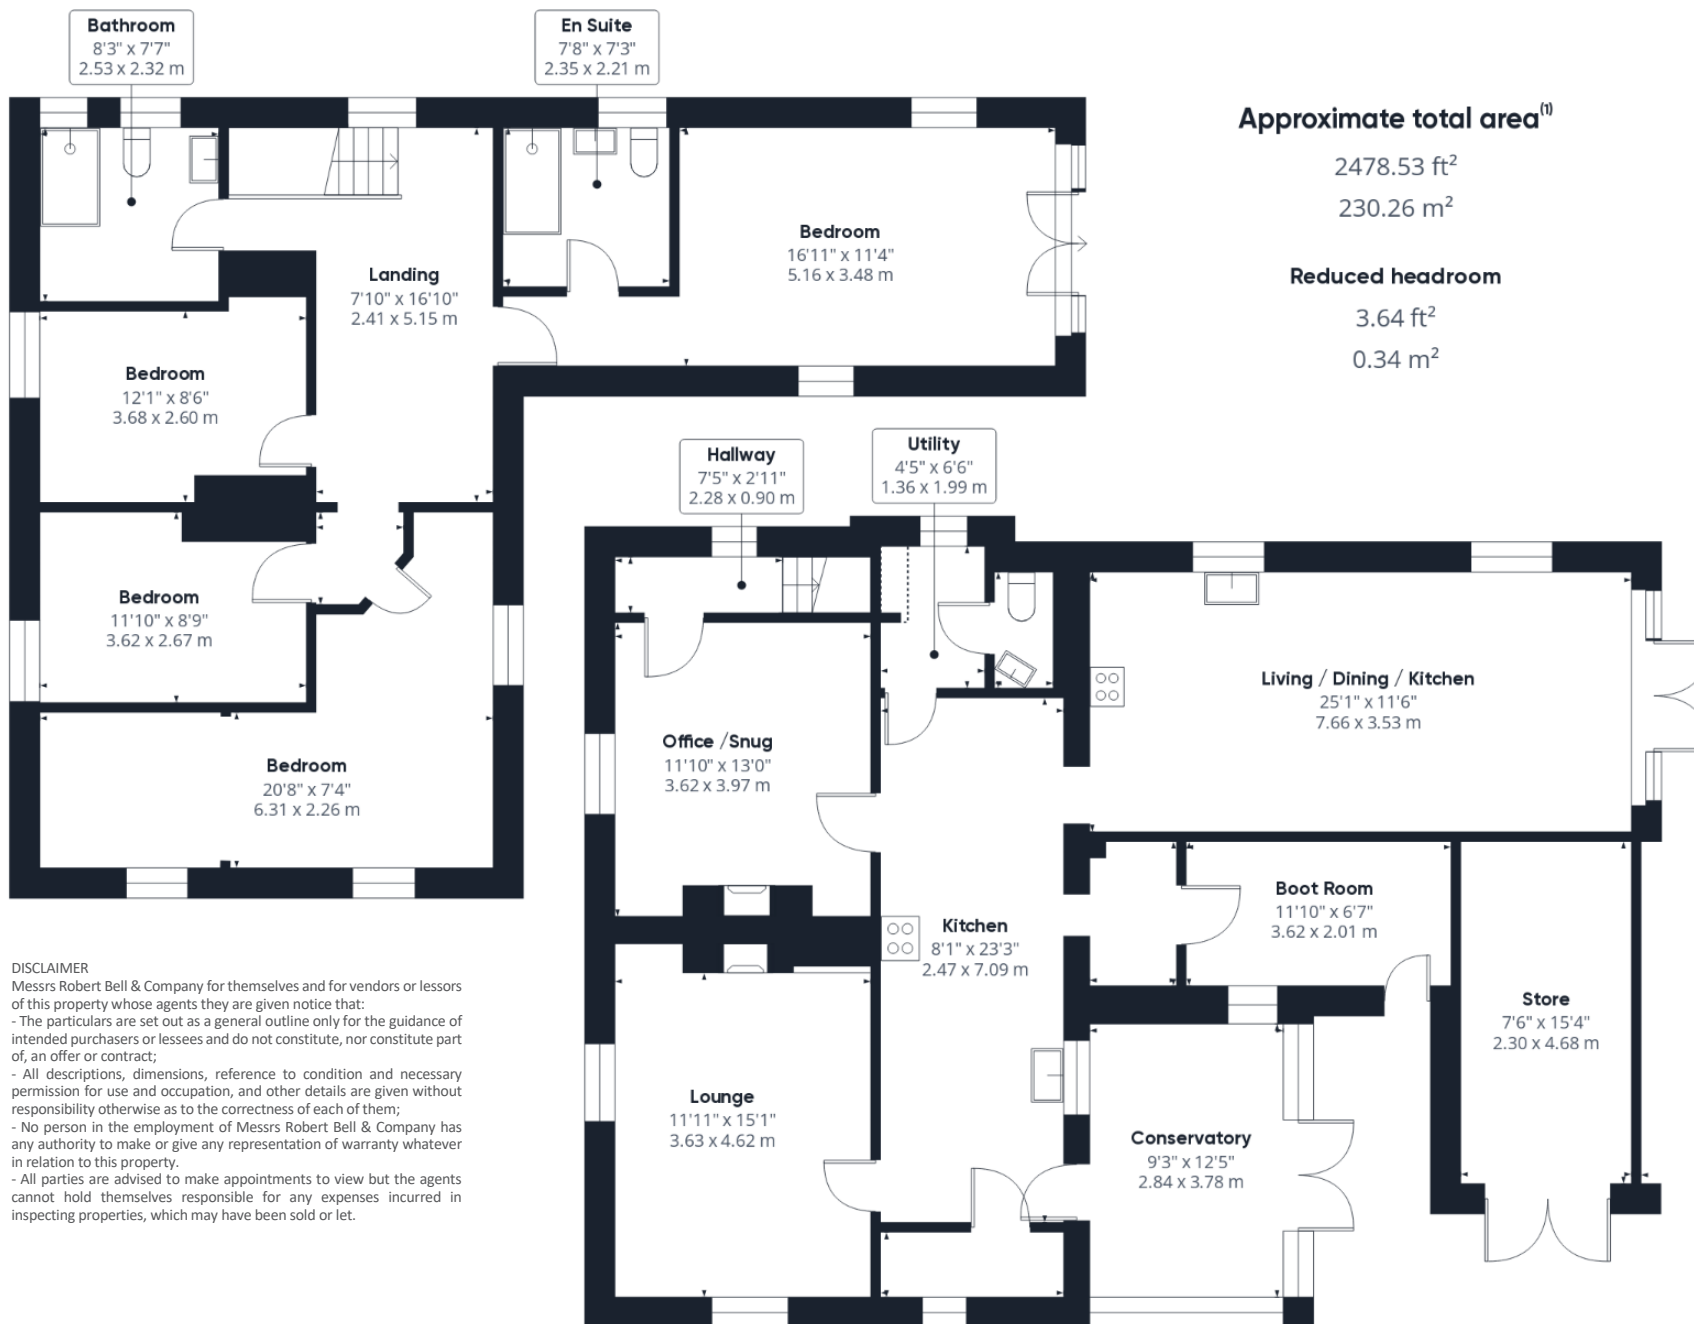 Bathroom
8'3" x 7'7"
2.53 x 2.32 m
En Suite
7'8" x 7'3"
2.35 x 2.21 m
Approximate total area(1)
2478.53 ft²
230.26 m²
Reduced headroom
3.64 ft²
0.34 m²
Bedroom
16'11" x 11'4"
5.16 x 3.48 m
Landing
7'10" x 16'10"
2.41 x 5.15 m
Bedroom
12'1" x 8'6"
3.68 x 2.60 m
Bedroom
11'10" x 8'9"
3.62 x 2.67 m
Bedroom
20'8" x 7'4"
6.31 x 2.26 m
Hallway
7'5" x 2'11"
2.28 x 0.90 m
Utility
4'5" x 6'6"
1.36 x 1.99 m
Living / Dining / Kitchen
25'1" x 11'6"
7.66 x 3.53 m
Office /Snug
11'10" x 13'0"
3.62 x 3.97 m
Boot Room
11'10" x 6'7"
3.62 x 2.01 m
Kitchen
8'1" x 23'3"
2.47 x 7.09 m
Store
7'6" x 15'4"
2.30 x 4.68 m
Lounge
11'11" x 15'1"
3.63 x 4.62 m
Conservatory
9'3" x 12'5"
2.84 x 3.78 m
DISCLAIMER
Messrs Robert Bell & Company for themselves and for vendors or lessors
of this property whose agents they are given notice that:
- The particulars are set out as a general outline only for the guidance of
intended purchasers or lessees and do not constitute, nor constitute part
of, an offer or contract;
- All descriptions, dimensions, reference to condition and necessary
permission for use and occupation, and other details are given without
responsibility otherwise as to the correctness of each of them;
- No person in the employment of Messrs Robert Bell & Company has
any authority to make or give any representation of warranty whatever
in relation to this property.
- All parties are advised to make appointments to view but the agents
cannot hold themselves responsible for any expenses incurred in
inspecting properties, which may have been sold or let.